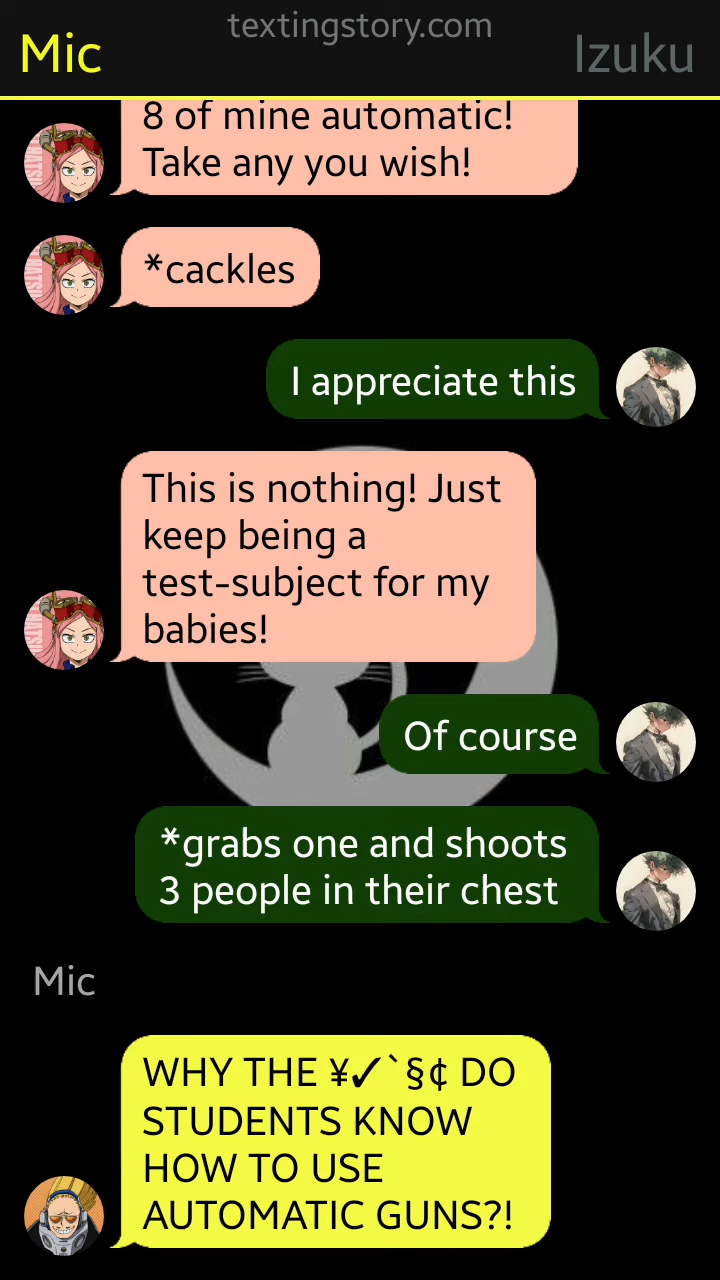 textingstory.com
Mic
Izuku
8 of mine automatic!
Take any you wish!
*cackles
I appreciate this
This is nothing! Just
keep being a
test-subject for my
babies!
Of course
*grabs one and shoots
3 people in their chest
Mic
WHY THE ¥✓`§¢ DO
STUDENTS KNOW
HOW TO USE
AUTOMATIC GUNS?!